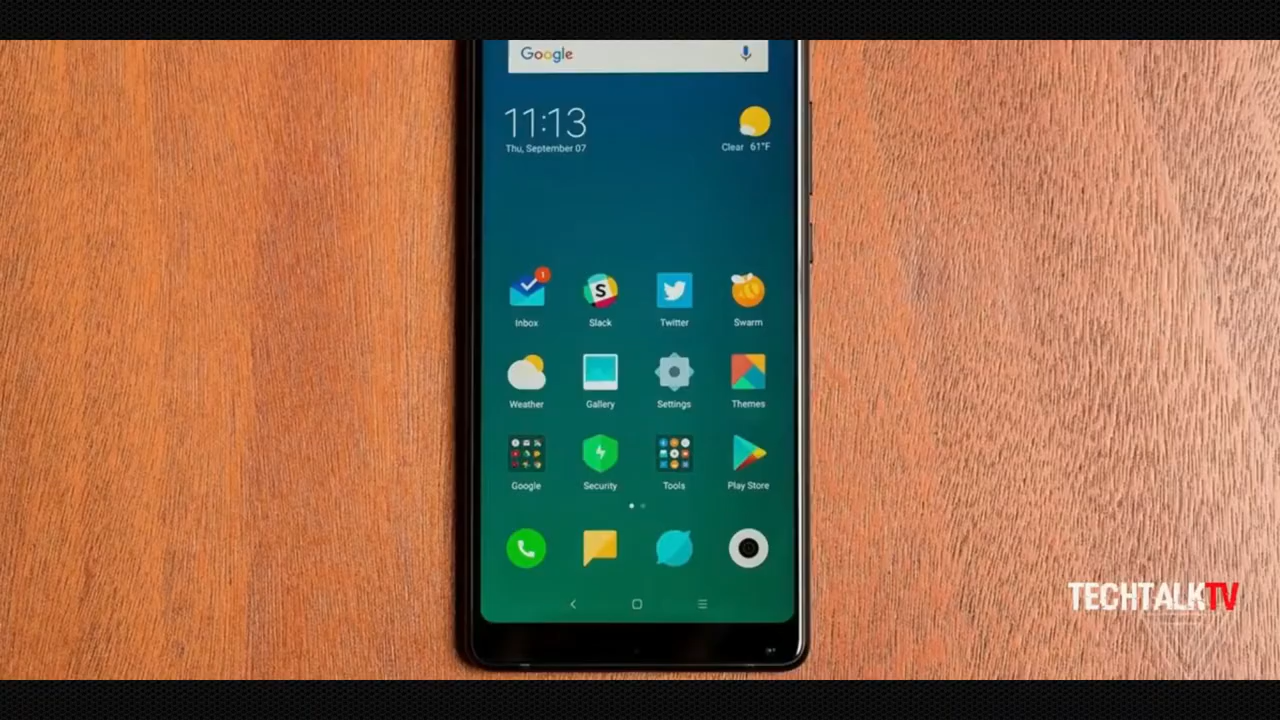 Google
11:13
Thu, September 07
Clear 61°F
1
Inbox
Slack
Twitter
Swarm
Weather
Gallery
Settings
Themes
Google
Security
Tools
Play Store
TECHTALKTV